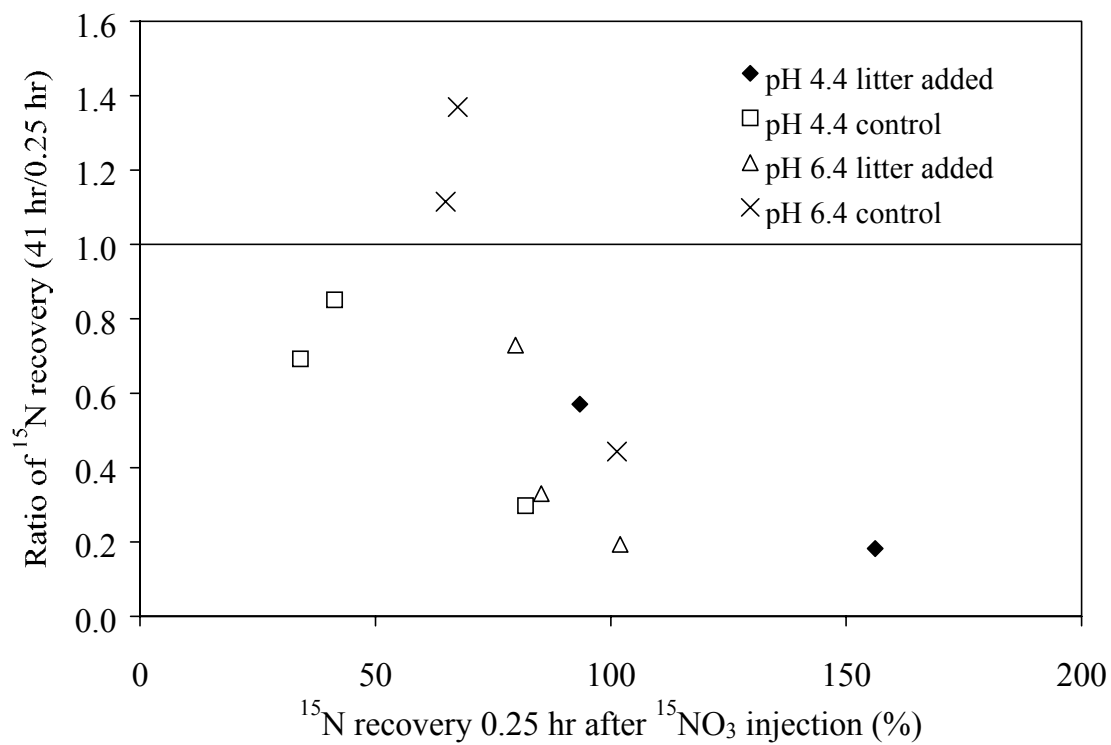 1.6
1.4
1.2
1.0
0.8
0.6
0.4
0.2
0.0
Ratio of ¹⁵N recovery (41 hr/0.25 hr)
pH 4.4 litter added
pH 4.4 control
pH 6.4 litter added
pH 6.4 control
0 50 100 150 200
¹⁵N recovery 0.25 hr after ¹⁵NO₃ injection (%)